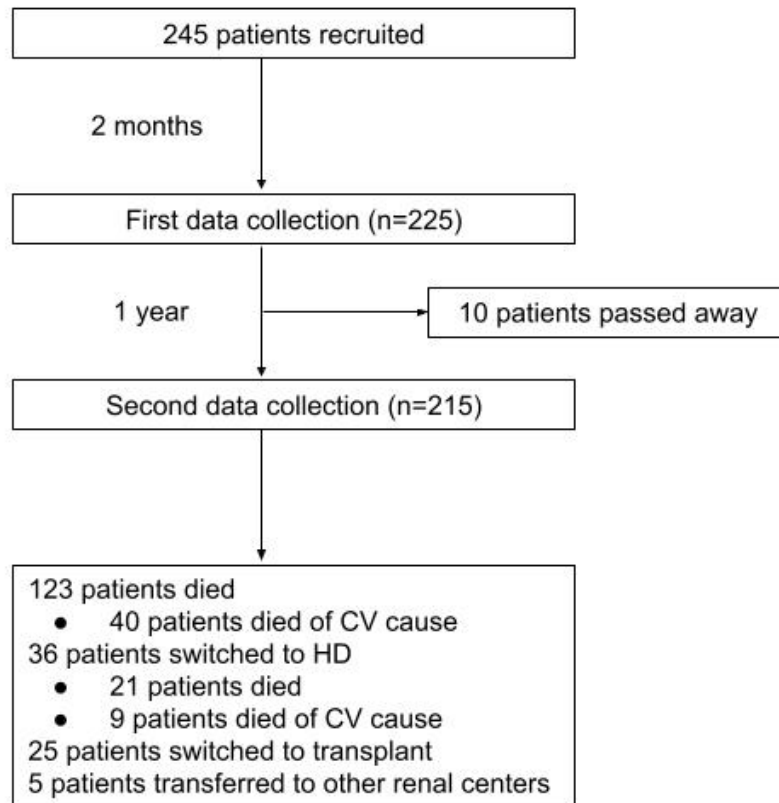 245 patients recruited
2 months
First data collection (n=225)
1 year
10 patients passed away
Second data collection (n=215)
123 patients died
● 40 patients died of CV cause
36 patients switched to HD
● 21 patients died
● 9 patients died of CV cause
25 patients switched to transplant
5 patients transferred to other renal centers